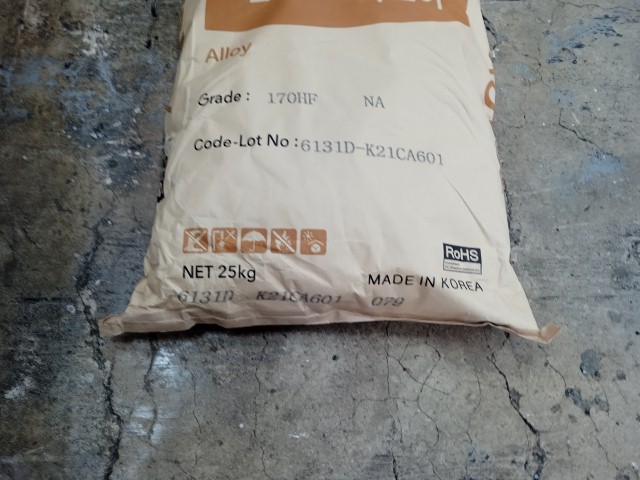 Alloy
Grade: 170HF NA
Code-Lot No: 6131D-K21CA601
RoHS
NET 25kg
MADE IN KOREA
6131D K21CA601 079